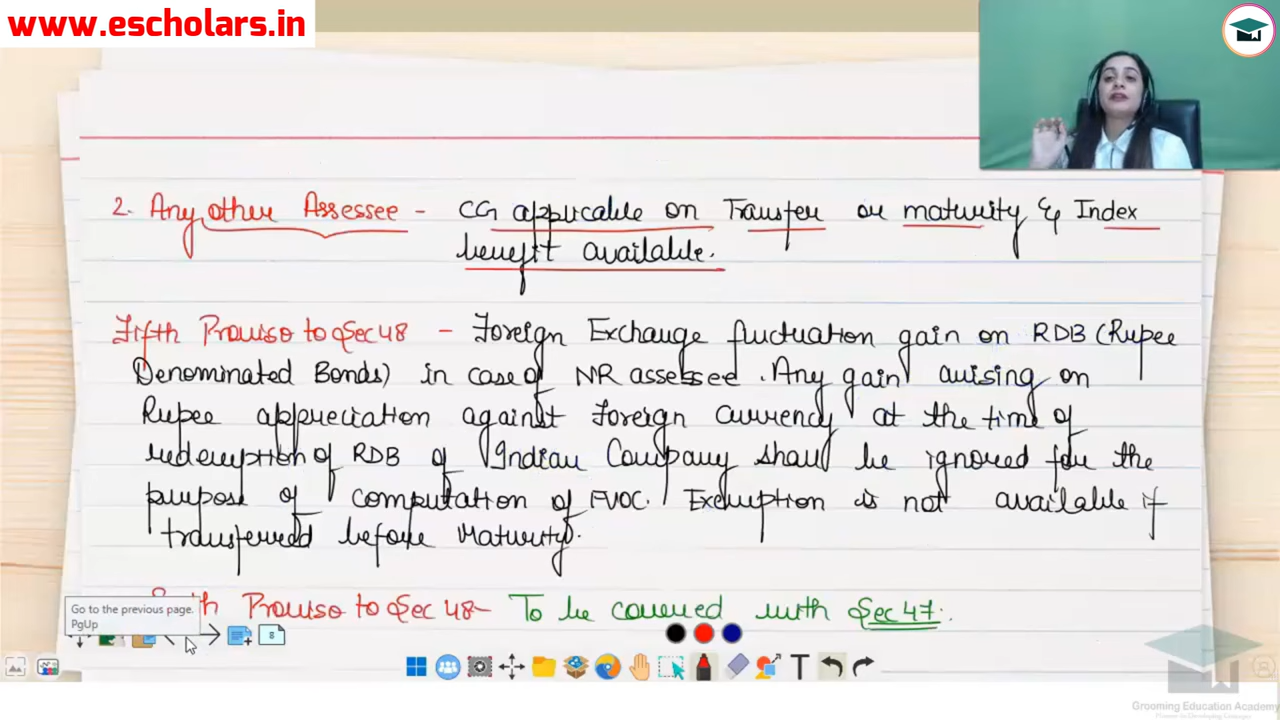 www.escholars.in
2. Any other Assessee - CG applicable on Transfer or maturity & Index
benefit available.
Fifth Proviso to Sec 48 - Foreign Exchange fluctuation gain on RDB (Rupee
Denominated Bonds) in case of NR assessee. Any gain arising on
Rupee appreciation against Foreign currency at the time of
redemption of RDB of Indian Company shall be ignored for the
purpose of computation of FVOC. Exemption is not available if
transferred before Maturity.
Proviso to Sec 48- To be covered with Sec 47.
Go to the previous page.
PgUp
8
T
Grooming Education Academy